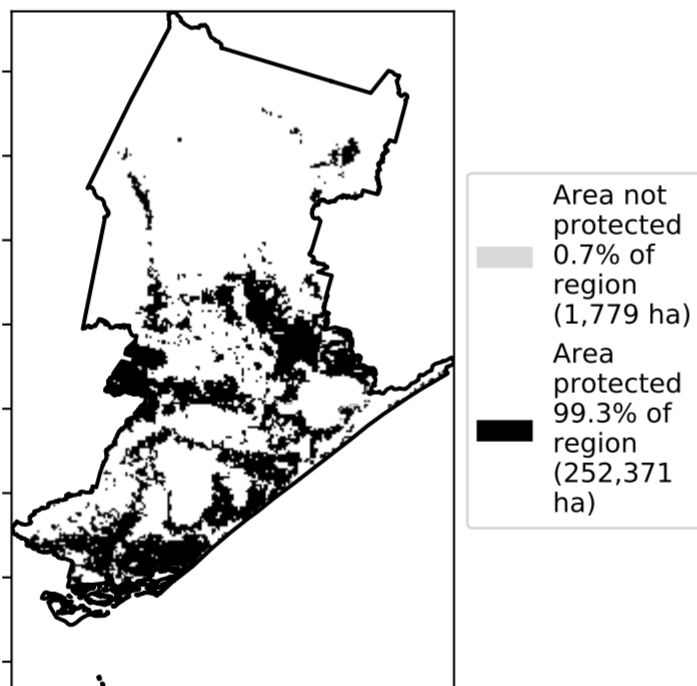 Area not
protected
0.7% of
region
(1,779 ha)
Area
protected
99.3% of
region
(252,371
ha)